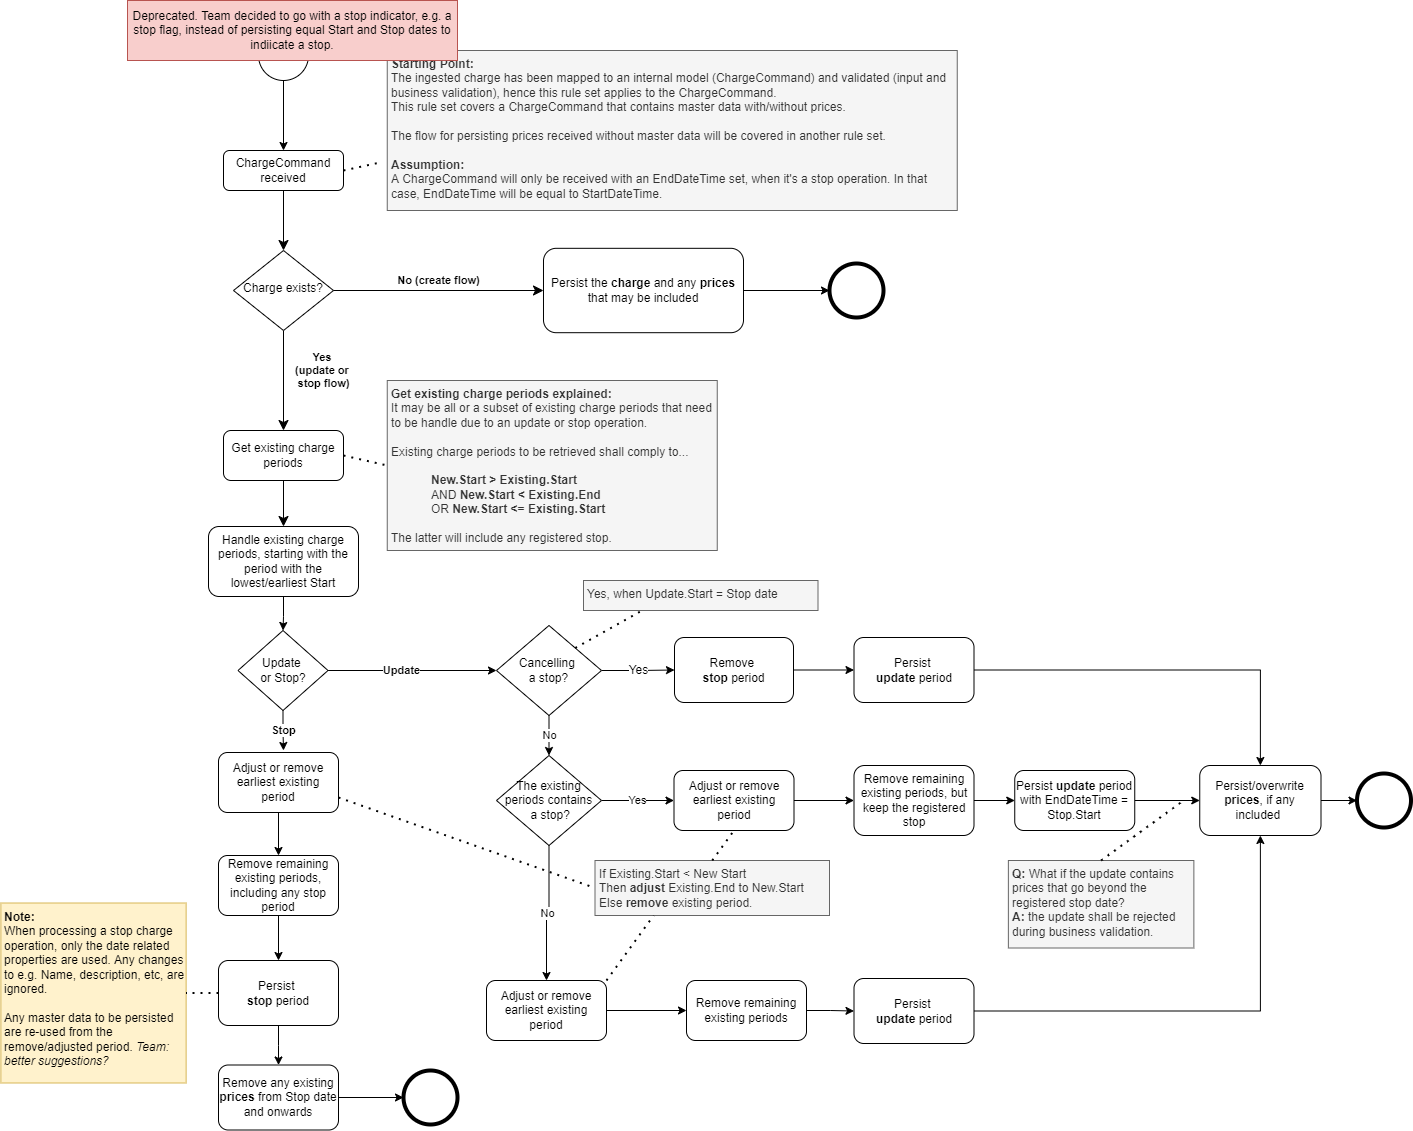 Deprecated. Team decided to go with a stop indicator, e.g. a
stop flag, instead of persisting equal Start and Stop dates to
indiicate a stop.
Starting Point:
The ingested charge has been mapped to an internal model (ChargeCommand) and validated (input and
business validation), hence this rule set applies to the ChargeCommand.
This rule set covers a ChargeCommand that contains master data with/without prices.
The flow for persisting prices received without master data will be covered in another rule set.
Assumption:
A ChargeCommand will only be received with an EndDateTime set, when it's a stop operation. In that
case, EndDateTime will be equal to StartDateTime.
ChargeCommand
received
Charge exists?
No (create flow)
Persist the charge and any prices
that may be included
Yes
(update or
stop flow)
Get existing charge periods explained:
It may be all or a subset of existing charge periods that need
to be handle due to an update or stop operation.
Existing charge periods to be retrieved shall comply to...
New.Start > Existing.Start
AND New.Start < Existing.End
OR New.Start <= Existing.Start
The latter will include any registered stop.
Get existing charge
periods
Handle existing charge
periods, starting with the
period with the
lowest/earliest Start
Yes, when Update.Start = Stop date
Update
or Stop?
Update
Cancelling
a stop?
Yes
Remove
stop period
Persist
update period
Stop
No
Adjust or remove
earliest existing
period
The existing
periods contains
a stop?
Yes
Adjust or remove
earliest existing
period
Remove remaining
existing periods, but
keep the registered
stop
Persist update period
with EndDateTime =
Stop.Start
Persist/overwrite
prices, if any
included
Remove remaining
existing periods,
including any stop
period
If Existing.Start < New Start
Then adjust Existing.End to New.Start
Else remove existing period.
Q: What if the update contains
prices that go beyond the
registered stop date?
A: the update shall be rejected
during business validation.
No
Note:
When processing a stop charge
operation, only the date related
properties are used. Any changes
to e.g. Name, description, etc, are
ignored.
Any master data to be persisted
are re-used from the
remove/adjusted period. Team:
better suggestions?
Persist
stop period
Adjust or remove
earliest existing
period
Remove remaining
existing periods
Persist
update period
Remove any existing
prices from Stop date
and onwards